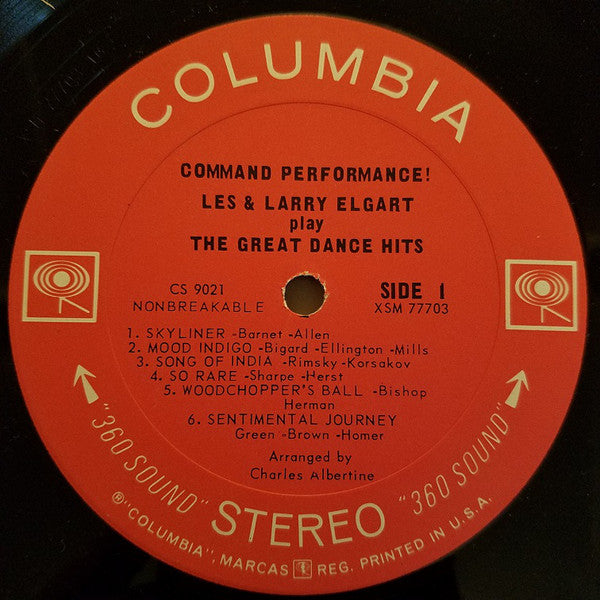 COLUMBIA
COMMAND PERFORMANCE!
LES & LARRY ELGART
play
THE GREAT DANCE HITS
CS 9021
NONBREAKABLE
SIDE 1
XSM 77703
1. SKYLINER -Barnet -Allen
2. MOOD INDIGO -Bigard -Ellington -Mills
3. SONG OF INDIA -Rimsky -Korsakov
4. SO RARE -Sharpe -Herst
5. WOODCHOPPER'S BALL -Bishop
Herman
6. SENTIMENTAL JOURNEY
Green -Brown -Homer
Arranged by
Charles Albertine
"360 SOUND" STEREO "360 SOUND"
® "COLUMBIA", MARCAS REG. PRINTED IN U.S.A.